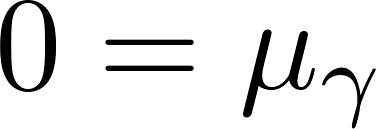 0 = μ_γ